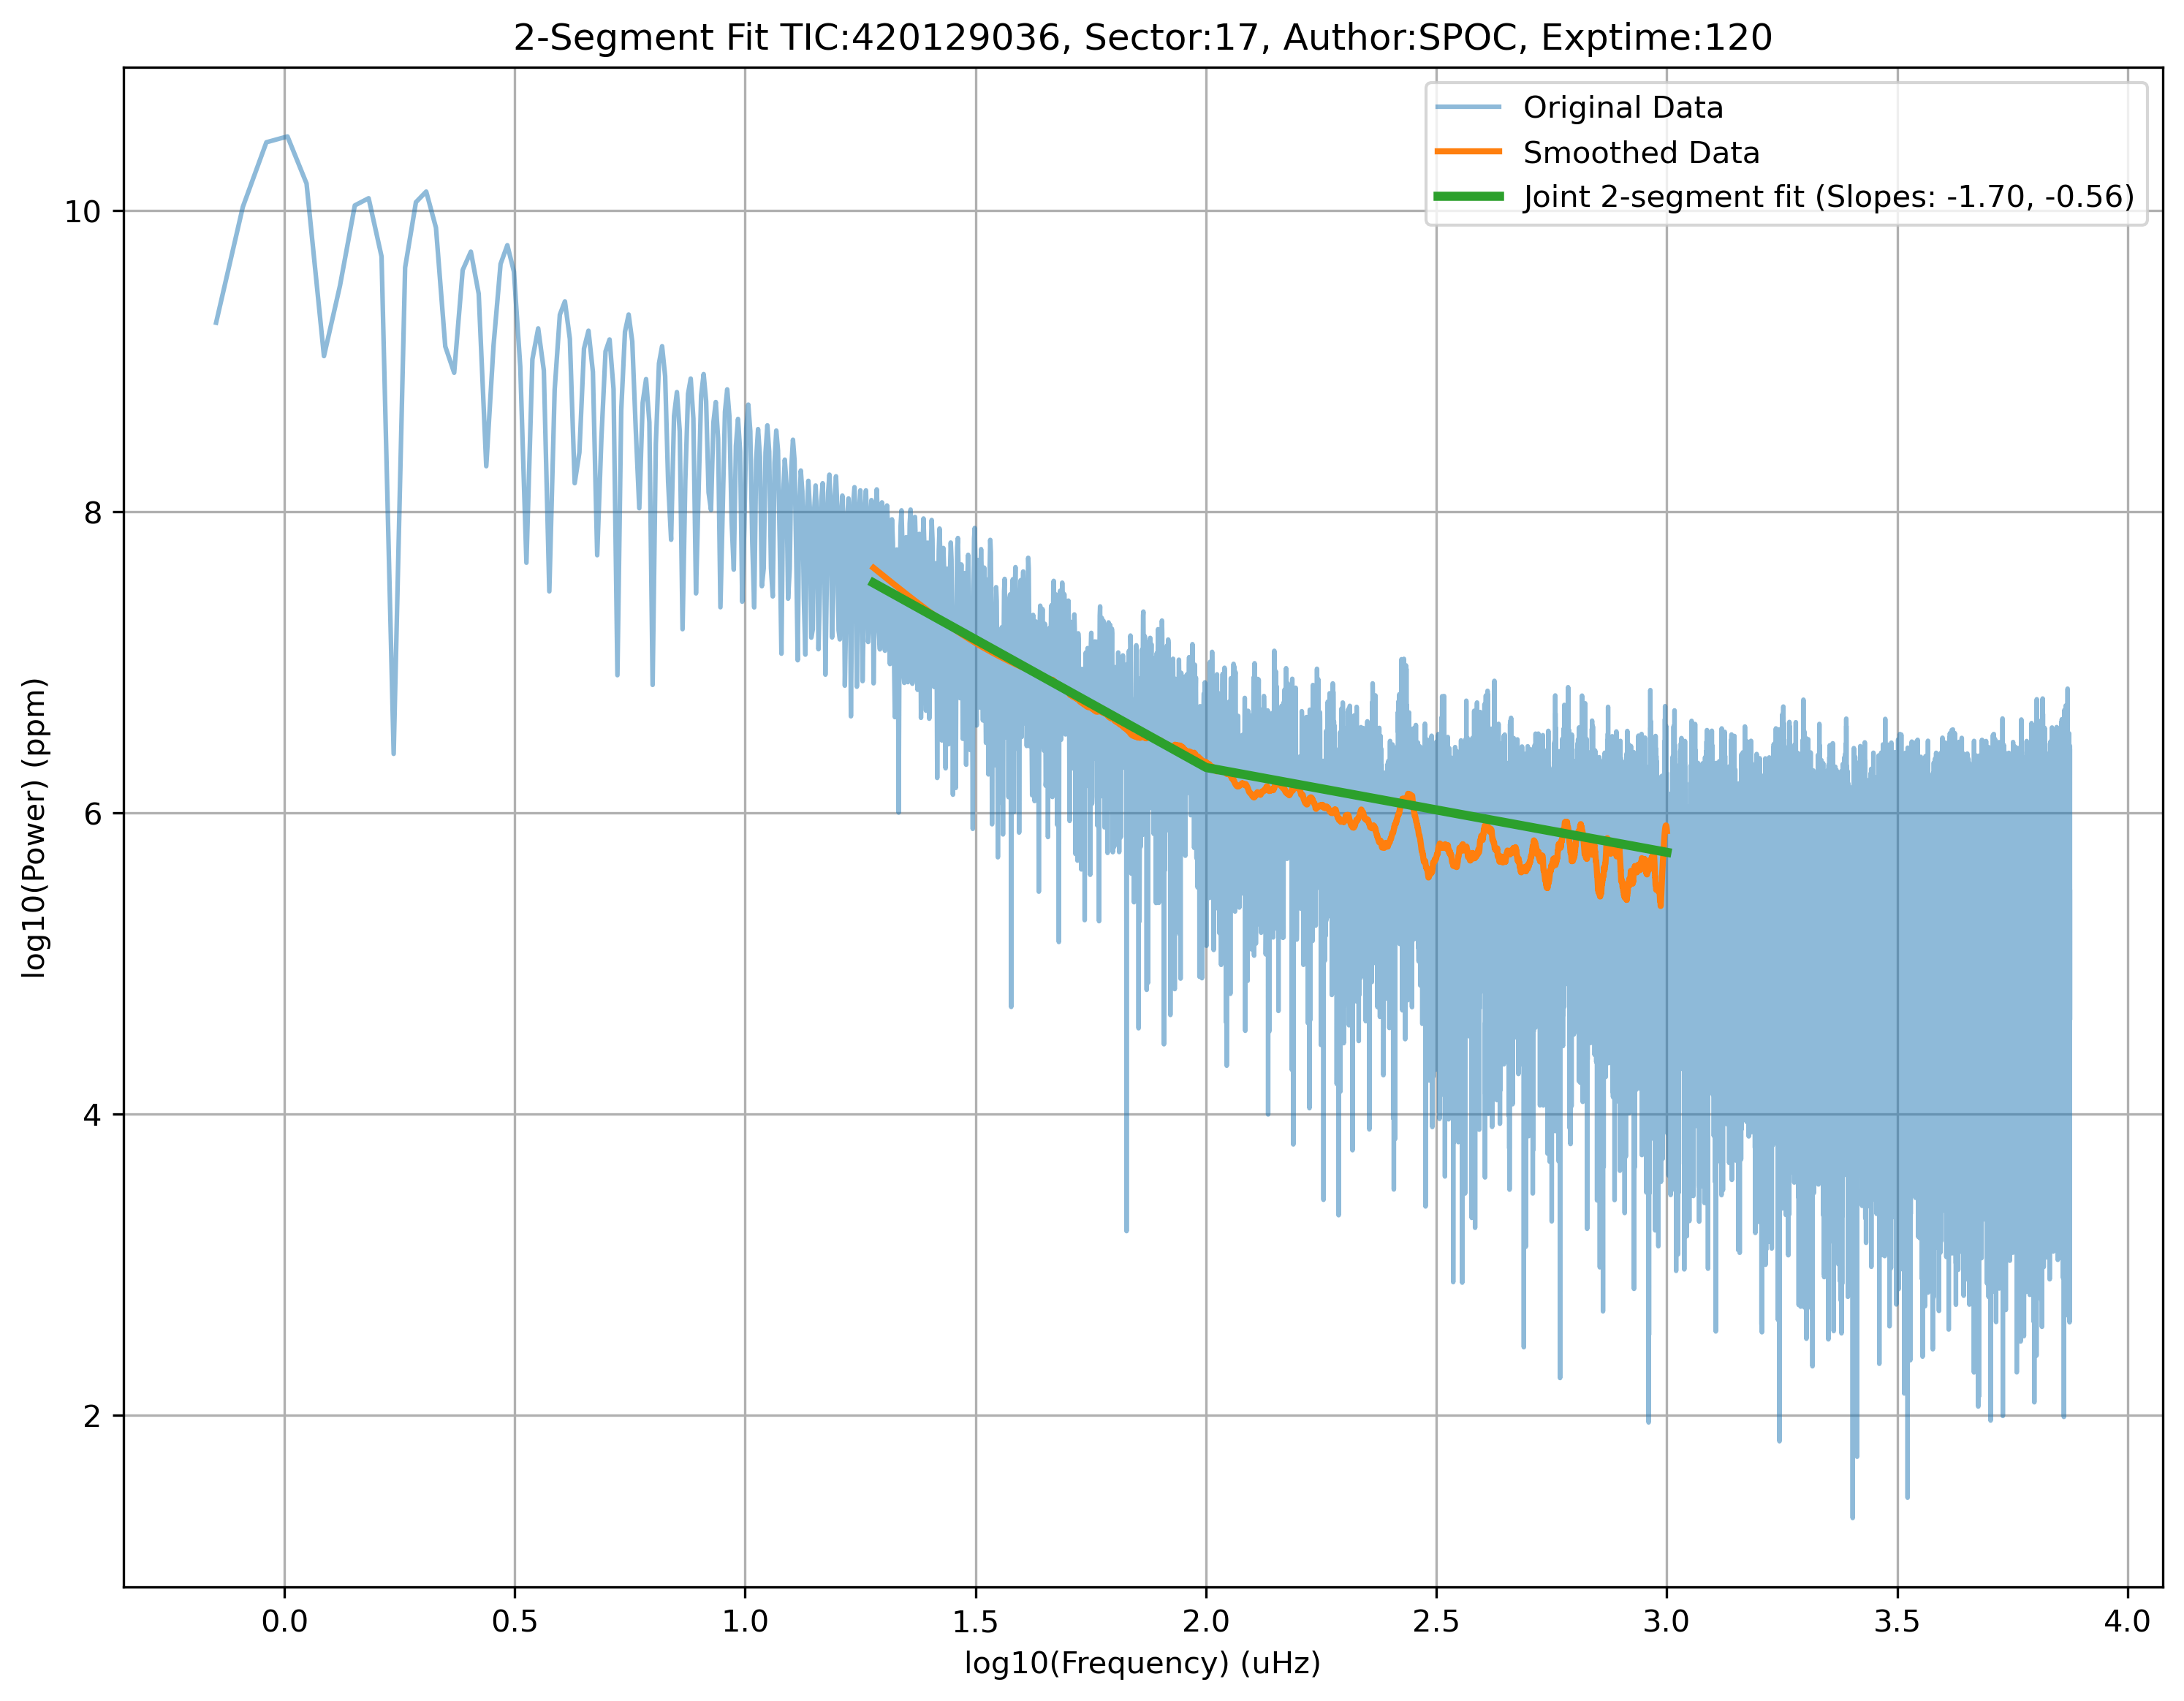 2-Segment Fit TIC:420129036, Sector:17, Author:SPOC, Exptime:120
Original Data
Smoothed Data
Joint 2-segment fit (Slopes: -1.70, -0.56)
10
8
6
4
2
log10(Power) (ppm)
0.0 0.5 1.0 1.5 2.0 2.5 3.0 3.5 4.0
log10(Frequency) (uHz)